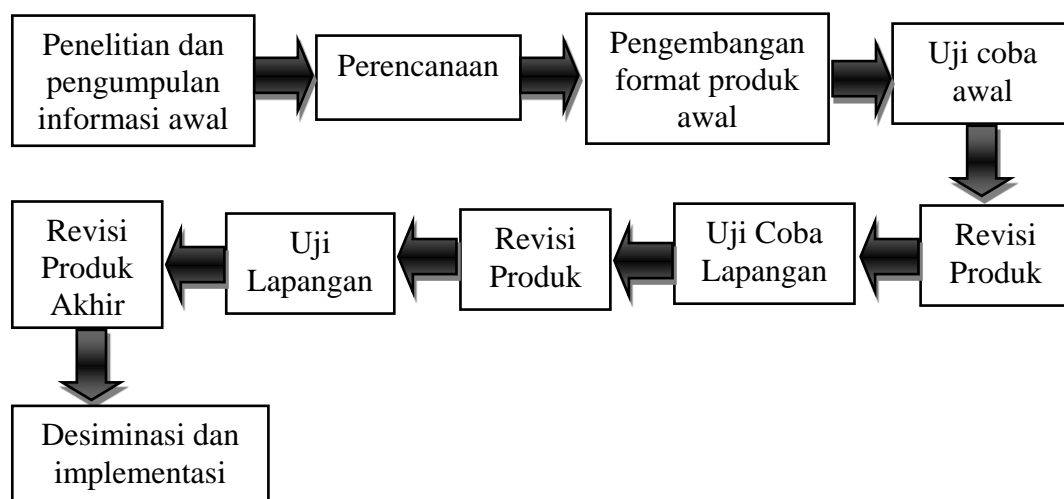 Penelitian dan
pengumpulan
informasi awal
Perencanaan
Pengembangan
format produk
awal
Uji coba
awal
Revisi
Produk
Uji Coba
Lapangan
Revisi
Produk
Uji
Lapangan
Revisi
Produk
Akhir
Desiminasi dan
implementasi